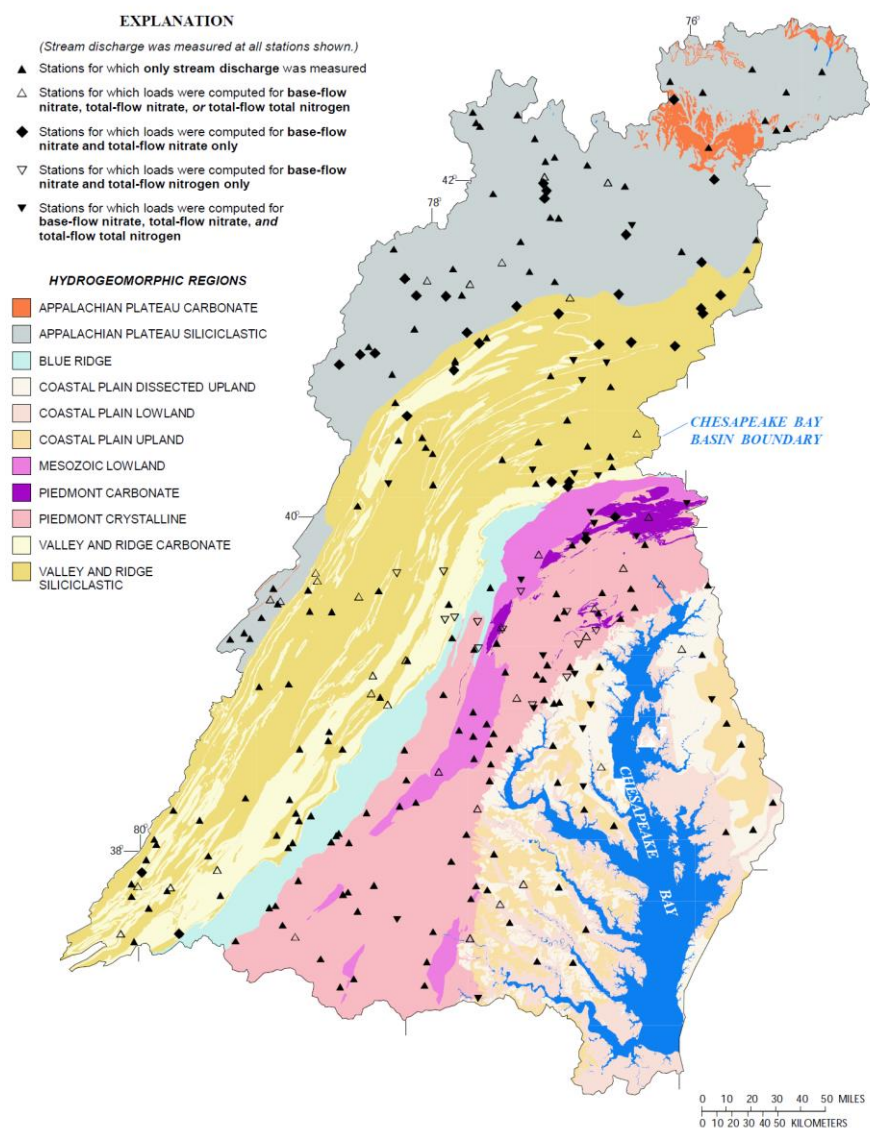 EXPLANATION
(Stream discharge was measured at all stations shown.)
Stations for which only stream discharge was measured
Stations for which loads were computed for base-flow
nitrate, total-flow nitrate, or total-flow total nitrogen
Stations for which loads were computed for base-flow
nitrate and total-flow nitrate only
Stations for which loads were computed for base-flow
nitrate and total-flow nitrogen only
Stations for which loads were computed for
base-flow nitrate, total-flow nitrate, and
total-flow total nitrogen
HYDROGEOMORPHIC REGIONS
APPALACHIAN PLATEAU CARBONATE
APPALACHIAN PLATEAU SILICICLASTIC
BLUE RIDGE
COASTAL PLAIN DISSECTED UPLAND
COASTAL PLAIN LOWLAND
COASTAL PLAIN UPLAND
MESOZOIC LOWLAND
PIEDMONT CARBONATE
PIEDMONT CRYSTALLINE
VALLEY AND RIDGE CARBONATE
VALLEY AND RIDGE
SILICICLASTIC
76°
42°
78°
CHESAPEAKE BAY
BASIN BOUNDARY
40°
CHESAPEAKE
BAY
80°
38°
0 10 20 30 40 50 MILES
0 10 20 30 40 50 KILOMETERS